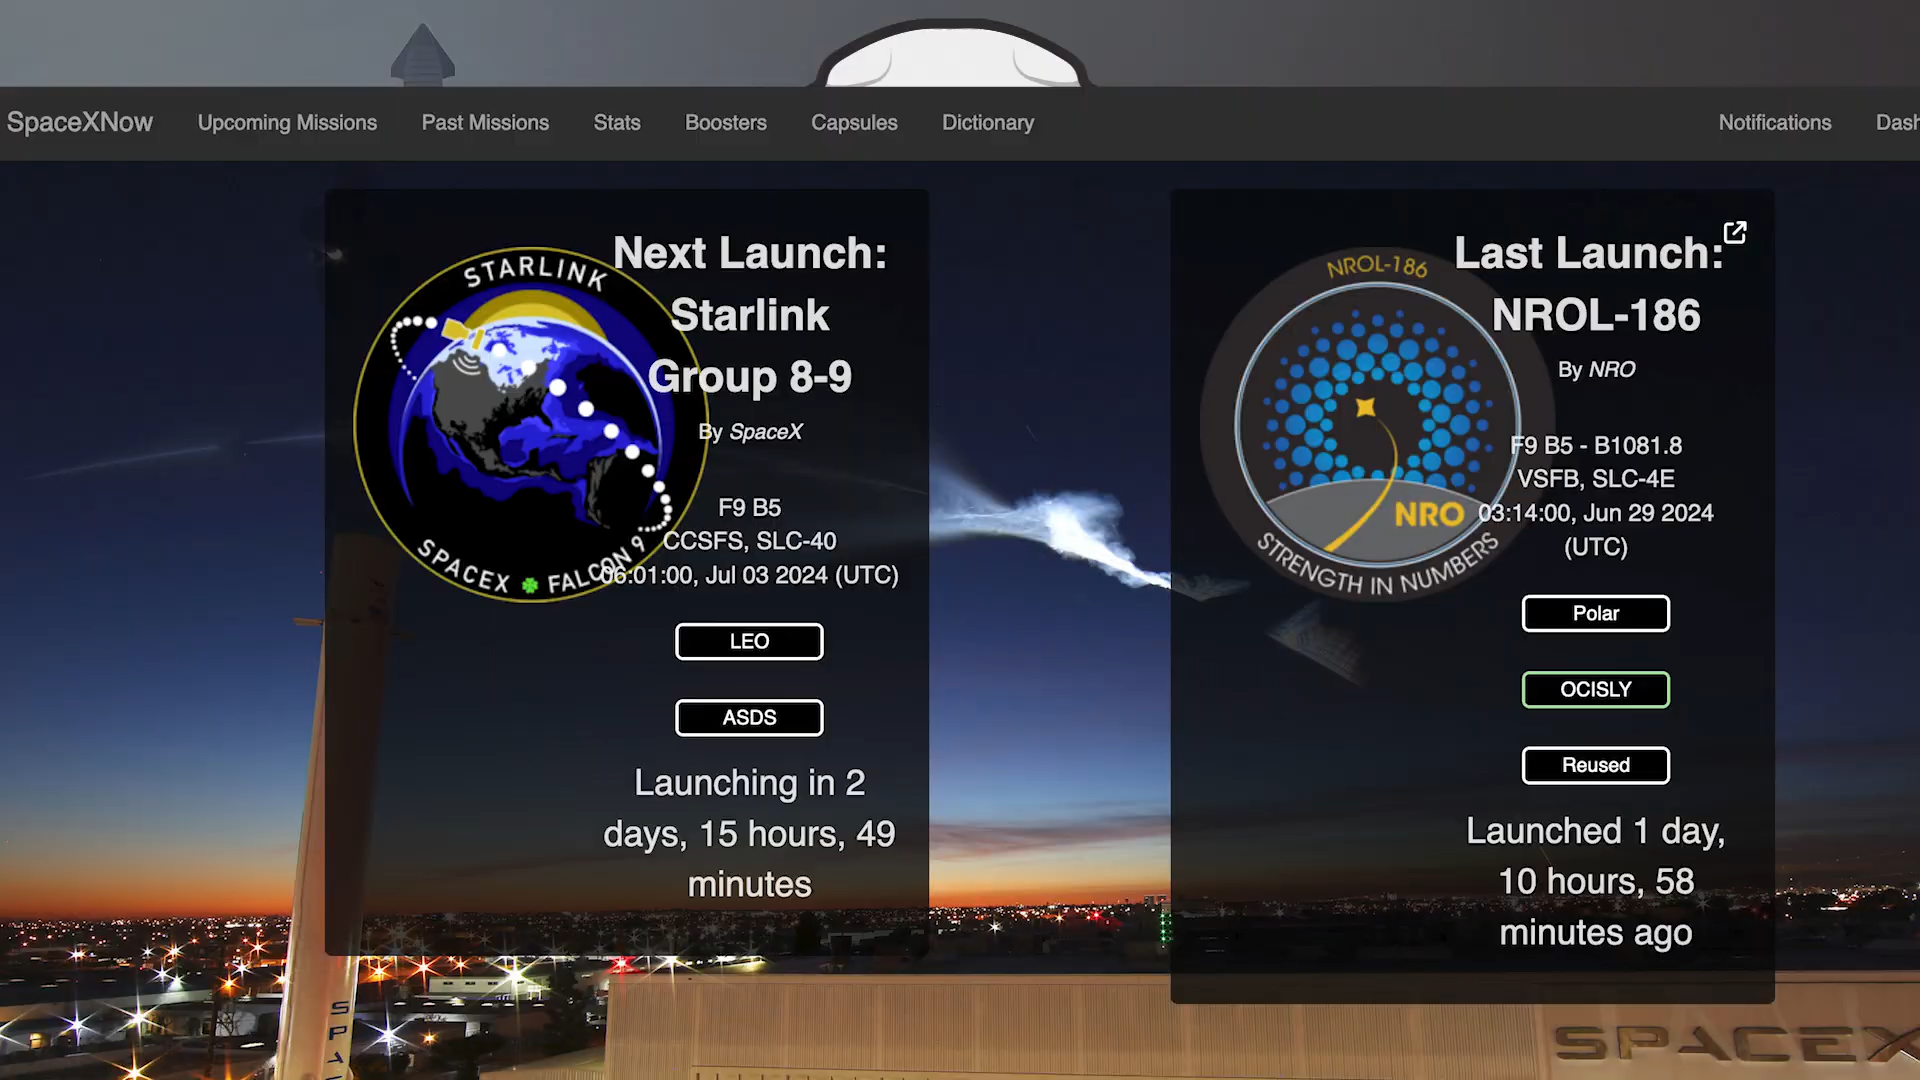 SpaceXNow Upcoming Missions Past Missions Stats Boosters Capsules Dictionary Notifications Dash
STARLINK
SPACEX FALCON 9
Next Launch:
Starlink
Group 8-9
By SpaceX
F9 B5
CCSFS, SLC-40
06:01:00, Jul 03 2024 (UTC)
LEO
ASDS
Launching in 2
days, 15 hours, 49
minutes
NROL-186
NRO
STRENGTH IN NUMBERS
Last Launch:
NROL-186
By NRO
F9 B5 - B1081.8
VSFB, SLC-4E
03:14:00, Jun 29 2024
(UTC)
Polar
OCISLY
Reused
Launched 1 day,
10 hours, 58
minutes ago
SPA
SPACEX